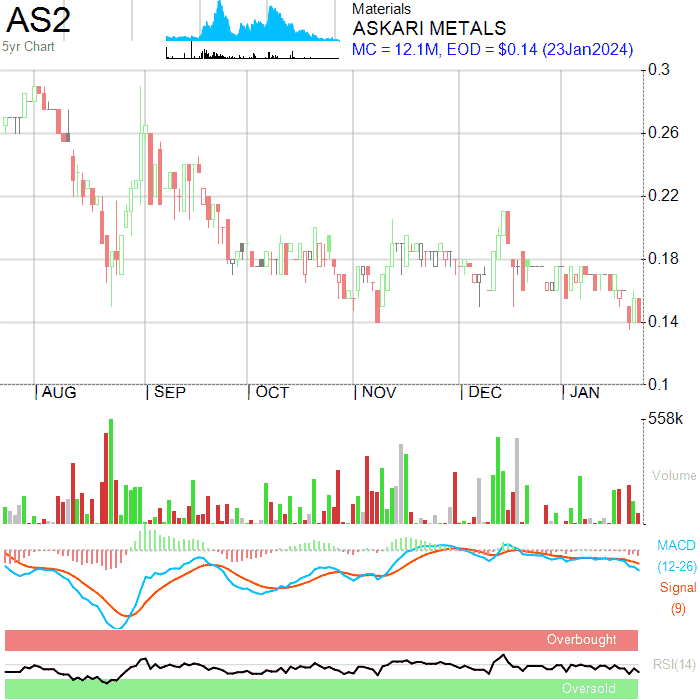 AS2
5yr Chart
Materials
ASKARI METALS
MC = 12.1M, EOD = $0.14 (23Jan2024)
0.3
0.26
0.22
0.18
0.14
0.1
AUG SEP OCT NOV DEC JAN
558k
Volume
MACD
(12-26)
Signal
(9)
Overbought
RSI(14)
Oversold